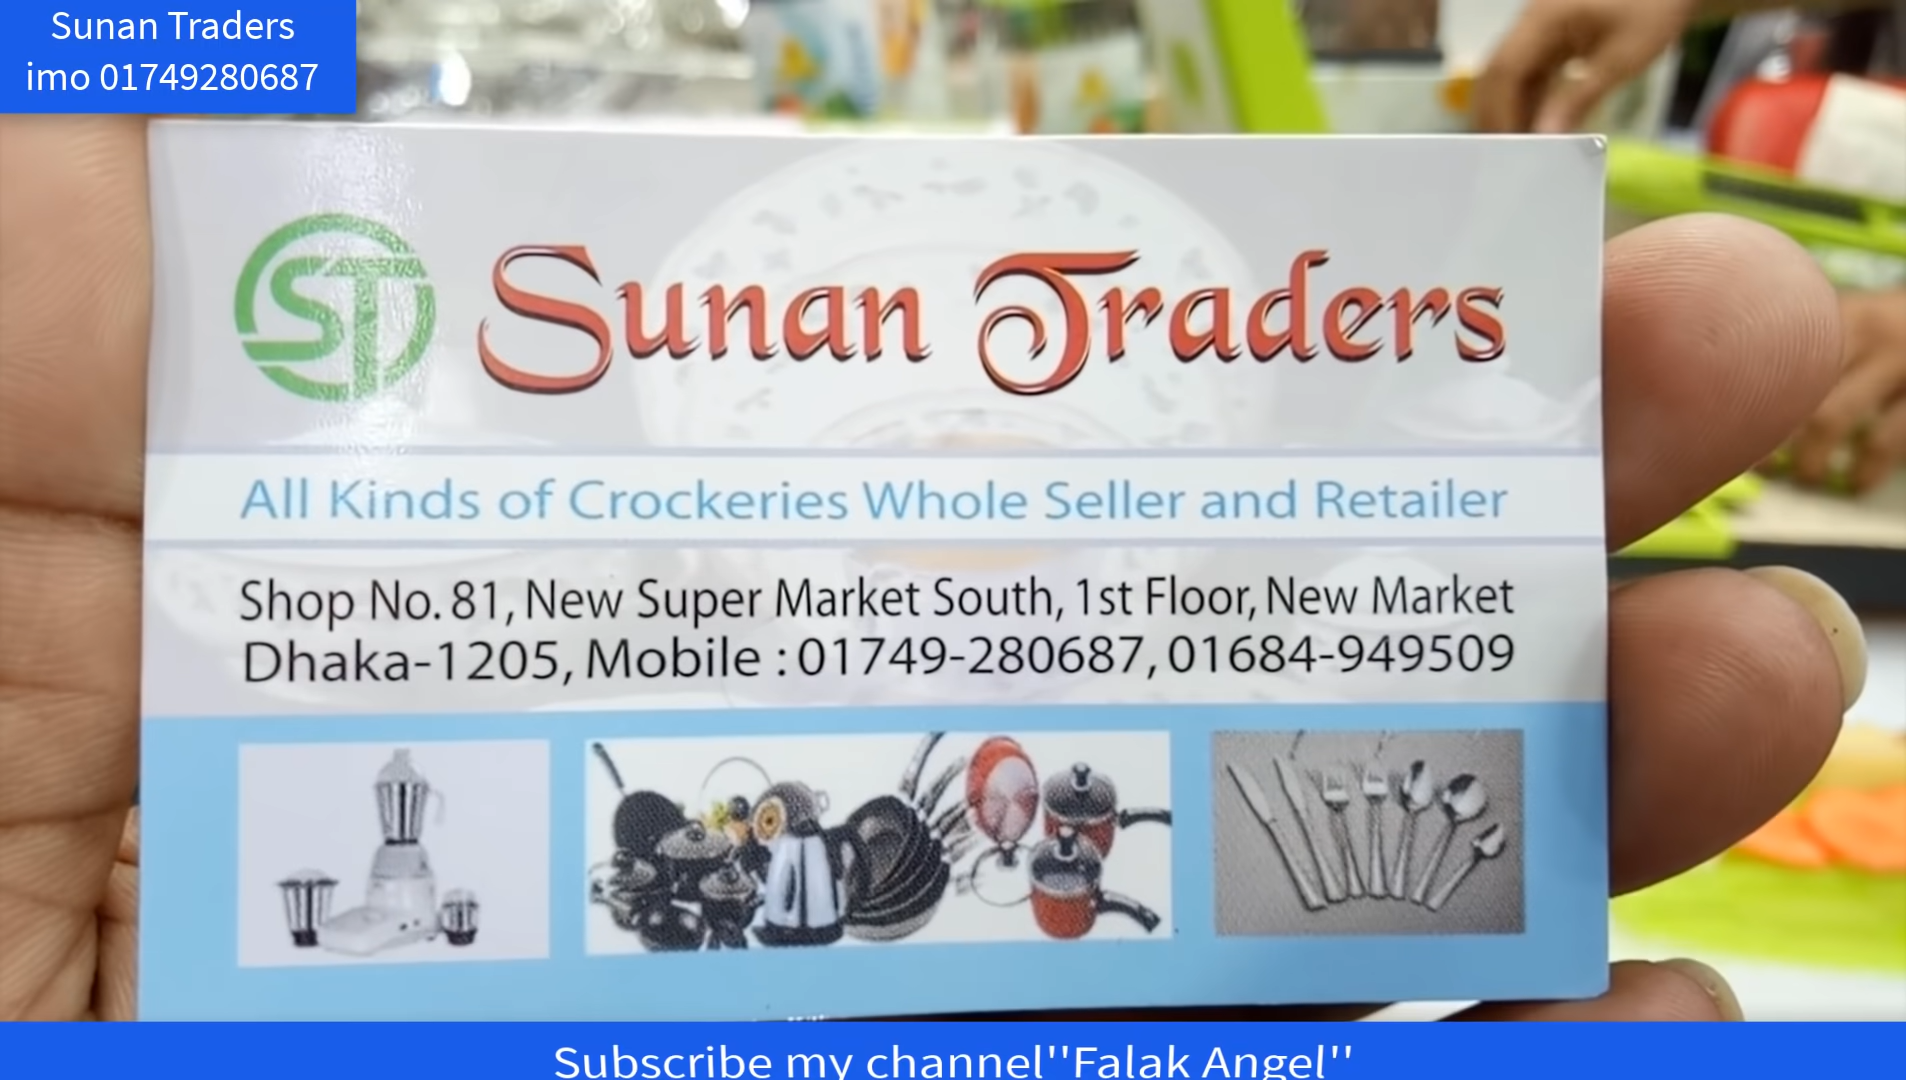 Sunan Traders
imo 01749280687
ST
Sunan Traders
All Kinds of Crockeries Whole Seller and Retailer
Shop No. 81, New Super Market South, 1st Floor, New Market
Dhaka-1205, Mobile : 01749-280687, 01684-949509
Subscribe my channel''Falak Angel''